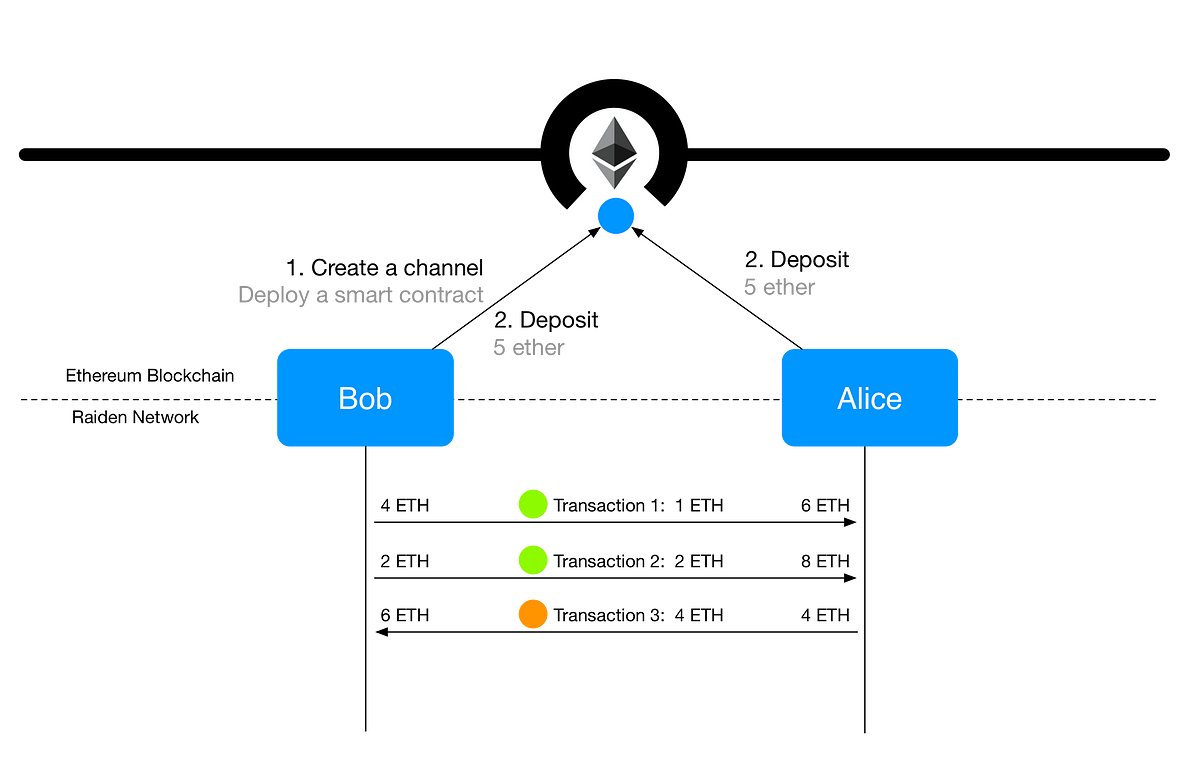 1. Create a channel
Deploy a smart contract
2. Deposit
5 ether
2. Deposit
5 ether
Ethereum Blockchain
Raiden Network
Bob
Alice
4 ETH Transaction 1: 1 ETH 6 ETH
2 ETH Transaction 2: 2 ETH 8 ETH
6 ETH Transaction 3: 4 ETH 4 ETH